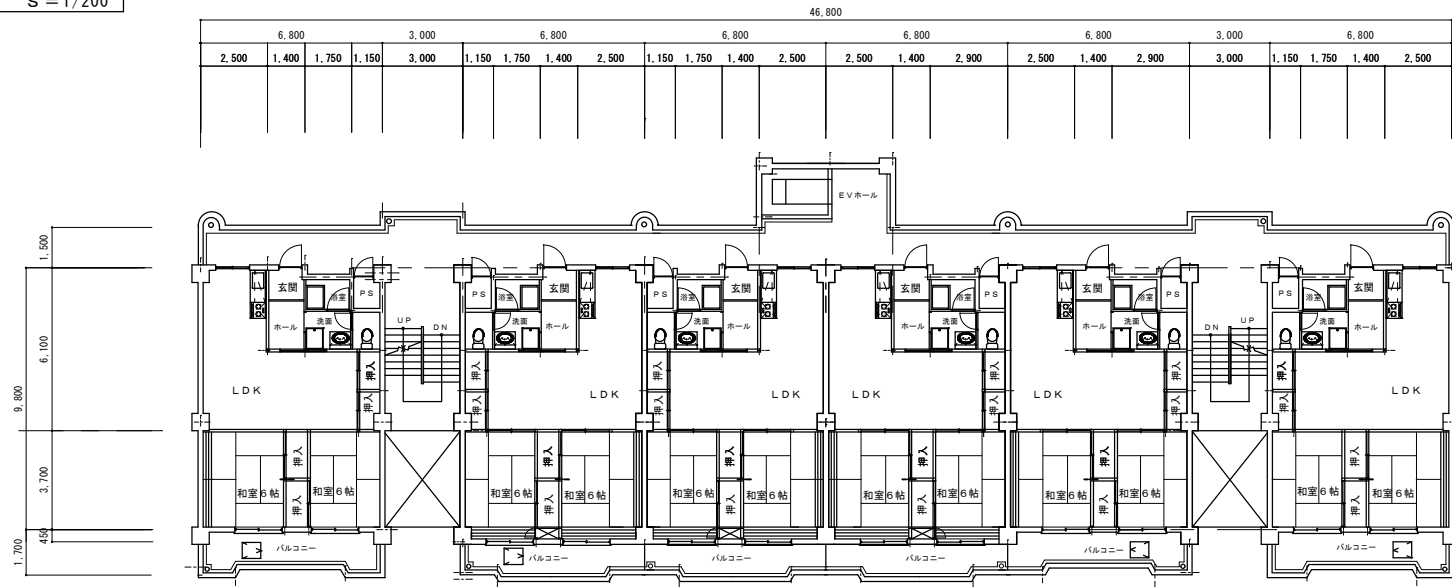 S=1/200
46,800
6,800 3,000 6,800 6,800 6,800 6,800 3,000 6,800
2,500 1,400 1,750 1,150 3,000 1,150 1,750 1,400 2,500 1,150 1,750 1,400 2,500 2,500 1,400 2,900 2,500 1,400 2,900 3,000 1,150 1,750 1,400 2,500
EVホール
1,500
9,800
6,100
3,700
450
1,700
玄関 浴室 PS PS 浴室 玄関 PS 浴室 玄関 玄関 浴室 PS 玄関 浴室 PS PS 浴室 玄関
ホール 洗面 UP DN 洗面 ホール 洗面 ホール ホール 洗面 ホール 洗面 DN UP 洗面 ホール
押入 押入 押入 押入 押入 押入
LDK LDK LDK LDK LDK LDK
押入 押入 押入 押入 押入 押入
押入 押入 押入 押入 押入 押入
和室6帖 和室6帖 和室6帖 和室6帖 和室6帖 和室6帖 和室6帖 和室6帖 和室6帖 和室6帖 和室6帖 和室6帖
押入 押入 押入 押入 押入 押入
バルコニー バルコニー バルコニー バルコニー バルコニー バルコニー